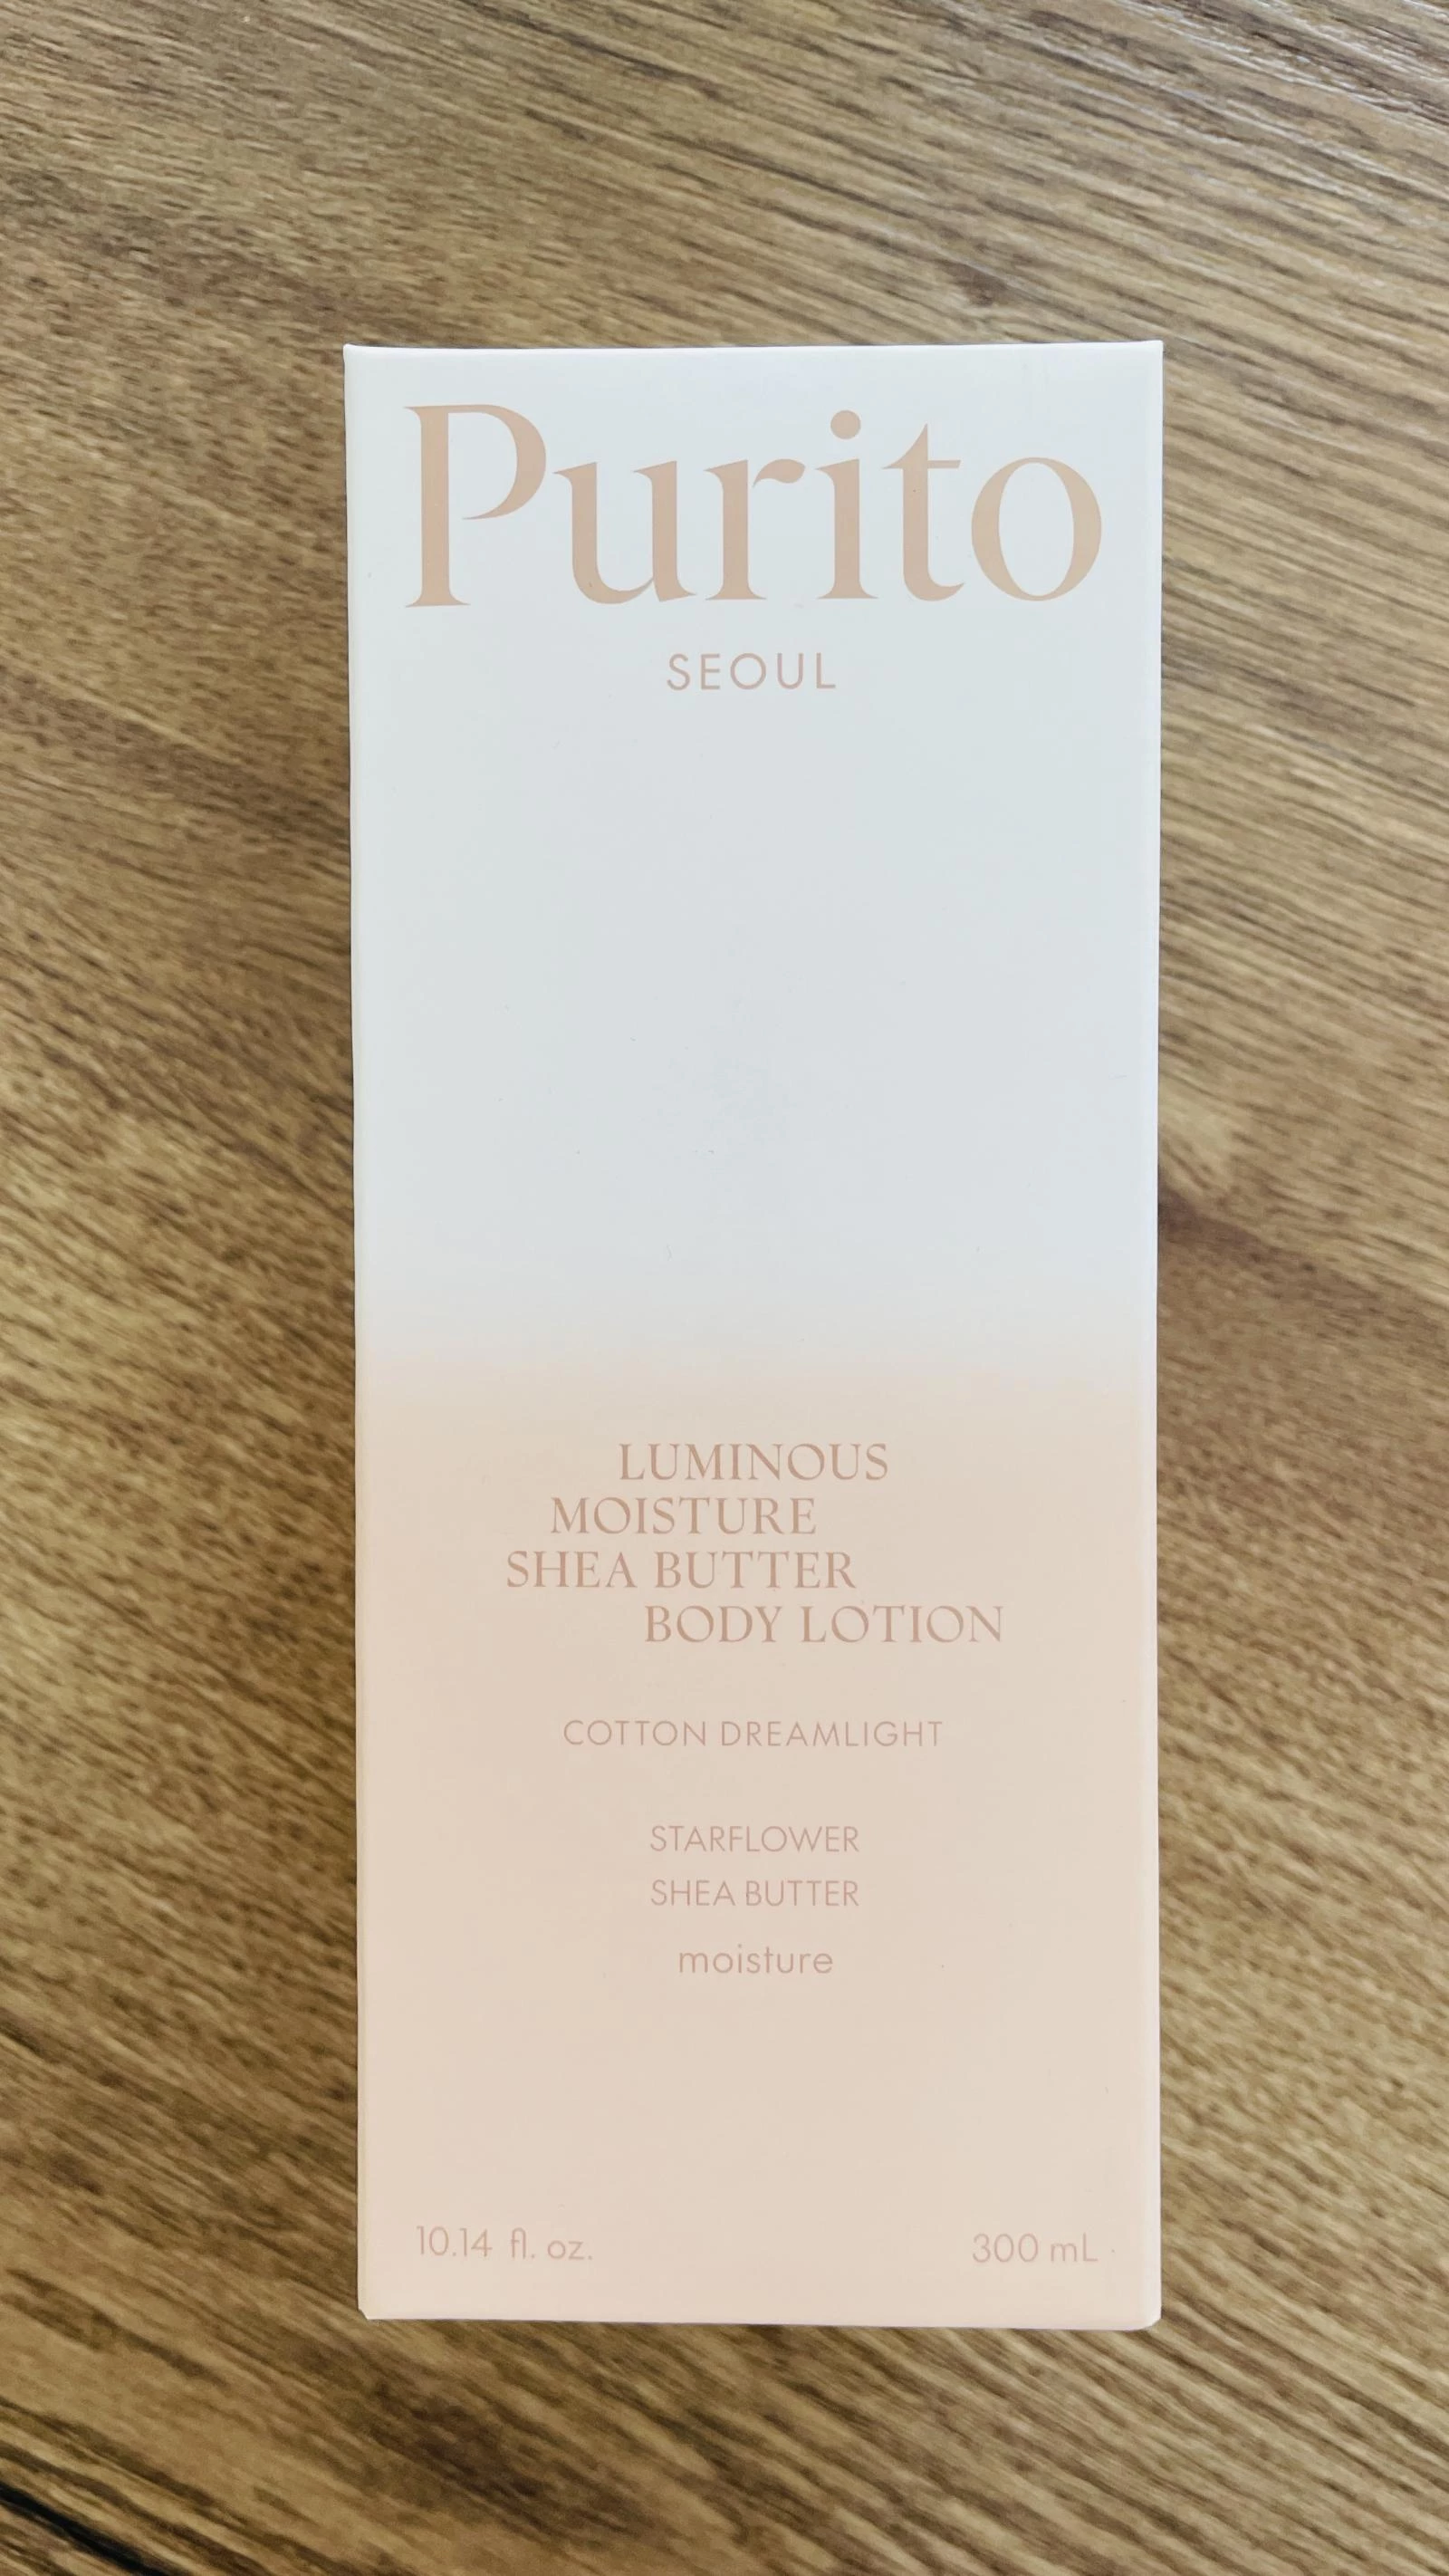 Purito
SEOUL
LUMINOUS
MOISTURE
SHEA BUTTER
BODY LOTION
COTTON DREAMLIGHT
STARFLOWER
SHEA BUTTER
moisture
10.14 fl. oz. 300 mL